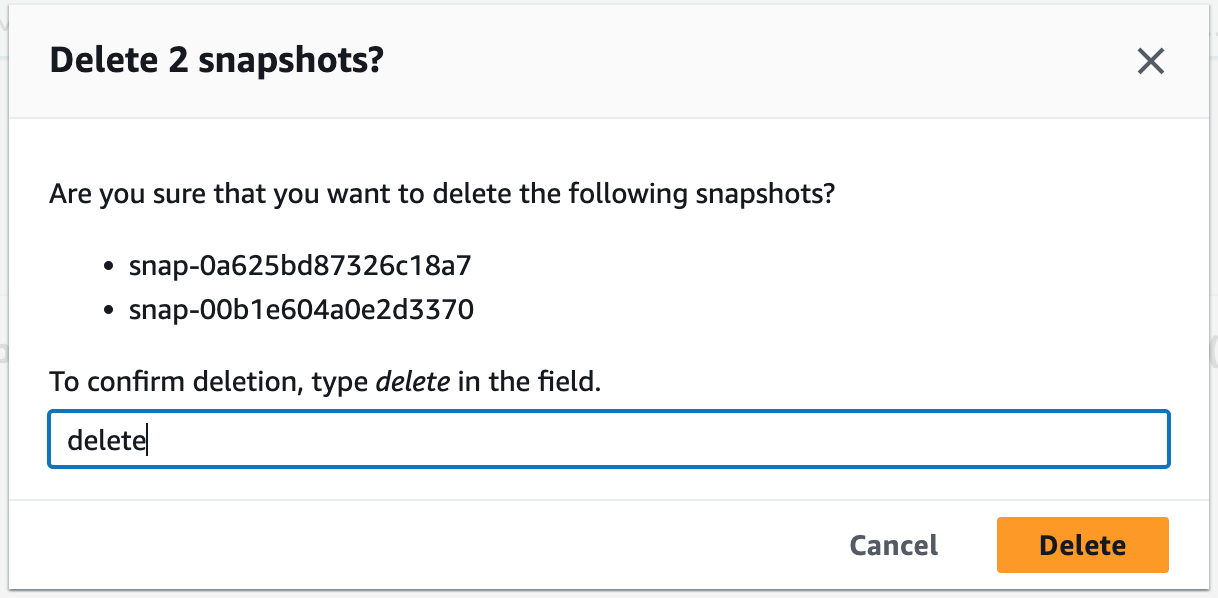 Delete 2 snapshots?
Are you sure that you want to delete the following snapshots?
• snap-0a625bd87326c18a7
• snap-00b1e604a0e2d3370
To confirm deletion, type delete in the field.
delete
Cancel
Delete